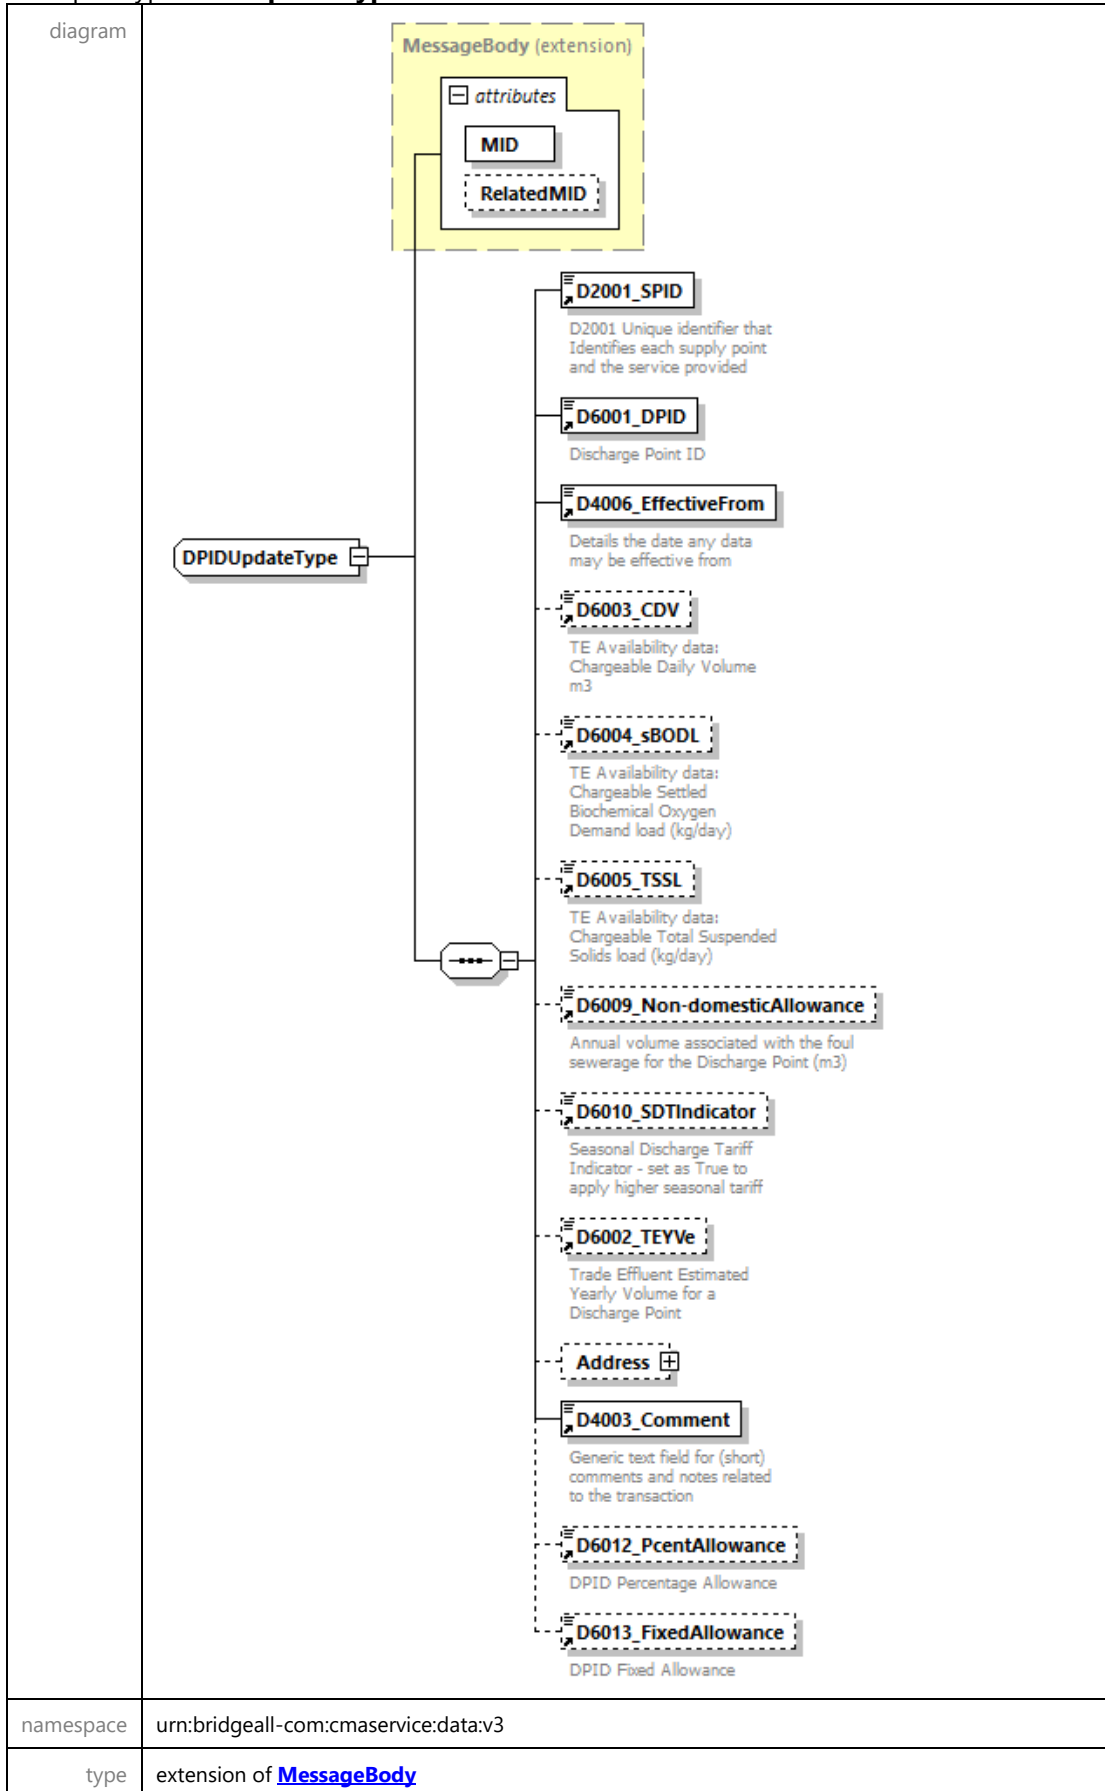 diagram
MessageBody (extension)
attributes
MID
RelatedMID
D2001_SPID
D2001 Unique identifier that
Identifies each supply point
and the service provided
D6001_DPID
Discharge Point ID
D4006_EffectiveFrom
Details the date any data
may be effective from
DPIDUpdateType
D6003_CDV
TE Availability data:
Chargeable Daily Volume
m3
D6004_sBODL
TE Availability data:
Chargeable Settled
Biochemical Oxygen
Demand load (kg/day)
D6005_TSSL
TE Availability data:
Chargeable Total Suspended
Solids load (kg/day)
D6009_Non-domesticAllowance
Annual volume associated with the foul
sewerage for the Discharge Point (m3)
D6010_SDTIndicator
Seasonal Discharge Tariff
Indicator - set as True to
apply higher seasonal tariff
D6002_TEYVe
Trade Effluent Estimated
Yearly Volume for a
Discharge Point
Address
D4003_Comment
Generic text field for (short)
comments and notes related
to the transaction
D6012_PcentAllowance
DPID Percentage Allowance
D6013_FixedAllowance
DPID Fixed Allowance
namespace urn:bridgeall-com:cmaservice:data:v3
type extension of MessageBody